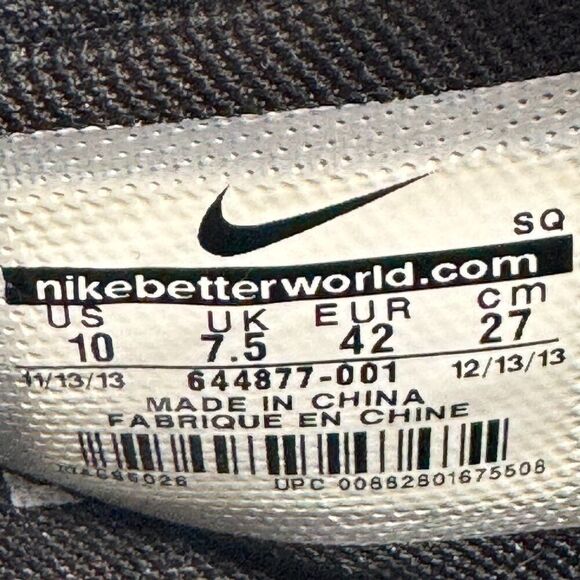 SQ
nikebetterworld.com
US UK EUR cm
10 7.5 42 27
11/13/13 644877-001 12/13/13
MADE IN CHINA
FABRIQUE EN CHINE
UPC 00882801675508